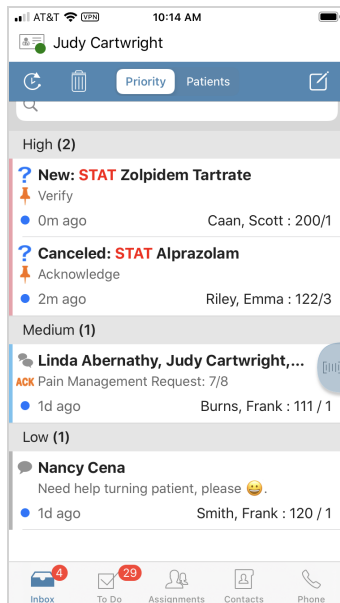 AT&T VPN 10:14 AM
Judy Cartwright
Priority Patients
High (2)
New: STAT Zolpidem Tartrate
Verify
0m ago Caan, Scott : 200/1
Canceled: STAT Alprazolam
Acknowledge
2m ago Riley, Emma : 122/3
Medium (1)
Linda Abernathy, Judy Cartwright,...
ACK Pain Management Request: 7/8
1d ago Burns, Frank : 111 / 1
Low (1)
Nancy Cena
Need help turning patient, please 😀.
1d ago Smith, Frank : 120 / 1
4 29
Inbox To Do Assignments Contacts Phone